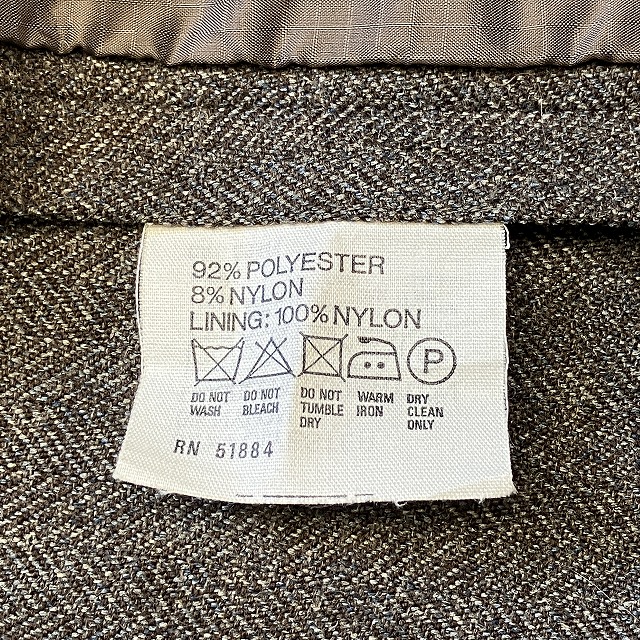 92% POLYESTER
8% NYLON
LINING: 100% NYLON
P
DO NOT WASH
DO NOT BLEACH
DO NOT TUMBLE DRY
WARM IRON
DRY CLEAN ONLY
RN 51884